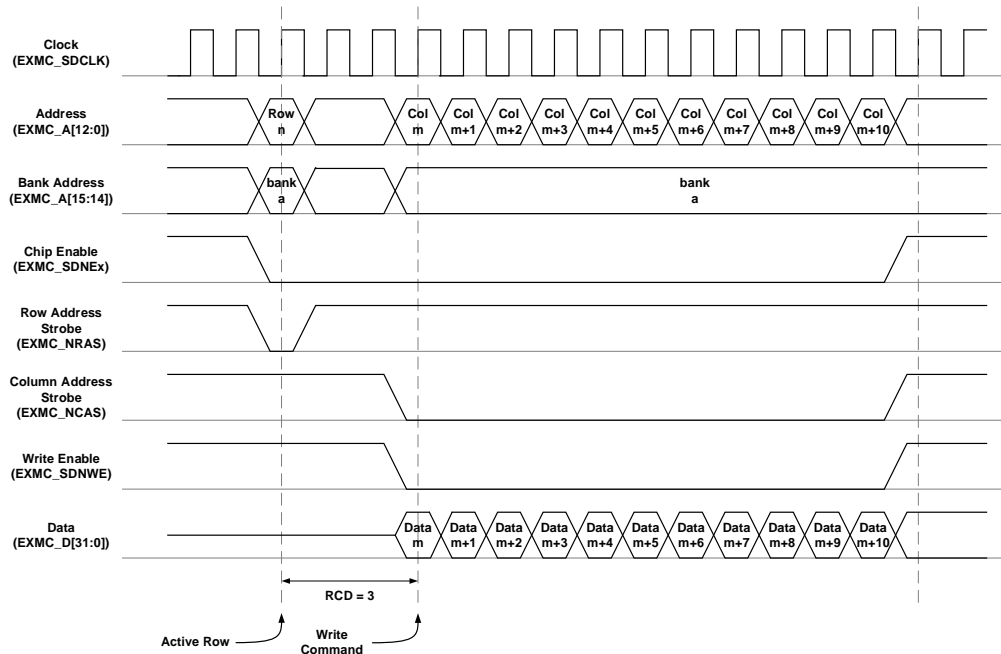 Clock
(EXMC_SDCLK)
Address
(EXMC_A[12:0])
Row
n
Col
m
Col
m+1
Col
m+2
Col
m+3
Col
m+4
Col
m+5
Col
m+6
Col
m+7
Col
m+8
Col
m+9
Col
m+10
Bank Address
(EXMC_A[15:14])
bank
a
bank
a
Chip Enable
(EXMC_SDNEx)
Row Address
Strobe
(EXMC_NRAS)
Column Address
Strobe
(EXMC_NCAS)
Write Enable
(EXMC_SDNWE)
Data
(EXMC_D[31:0])
Data
m
Data
m+1
Data
m+2
Data
m+3
Data
m+4
Data
m+5
Data
m+6
Data
m+7
Data
m+8
Data
m+9
Data
m+10
RCD = 3
Active Row
Write
Command